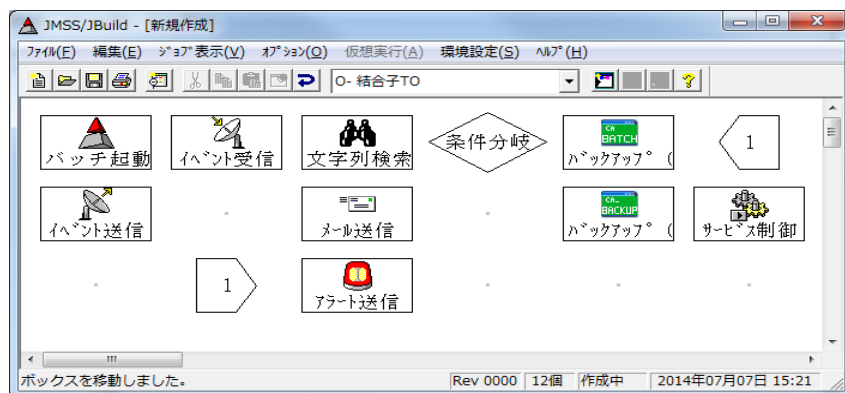 JMSS/JBuild - [新規作成]
ﾌｧｲﾙ(F) 編集(E) ｼﾞｮﾌﾞ表示(V) ｵﾌﾟｼｮﾝ(O) 仮想実行(A) 環境設定(S) ﾍﾙﾌﾟ(H)
O- 結合子TO
バッチ起動 ｲﾍﾞﾝﾄ受信 文字列検索 条件分岐 CA BATCH ﾊﾞｯｸｱｯﾌﾟ ( 1
ｲﾍﾞﾝﾄ送信 ﾒｰﾙ送信 CA_ BACKUP ﾊﾞｯｸｱｯﾌﾟ ( ｻｰﾋﾞｽ制御
1 ｱﾗｰﾄ送信
ボックスを移動しました。 Rev 0000 12個 作成中 2014年07月07日 15:21